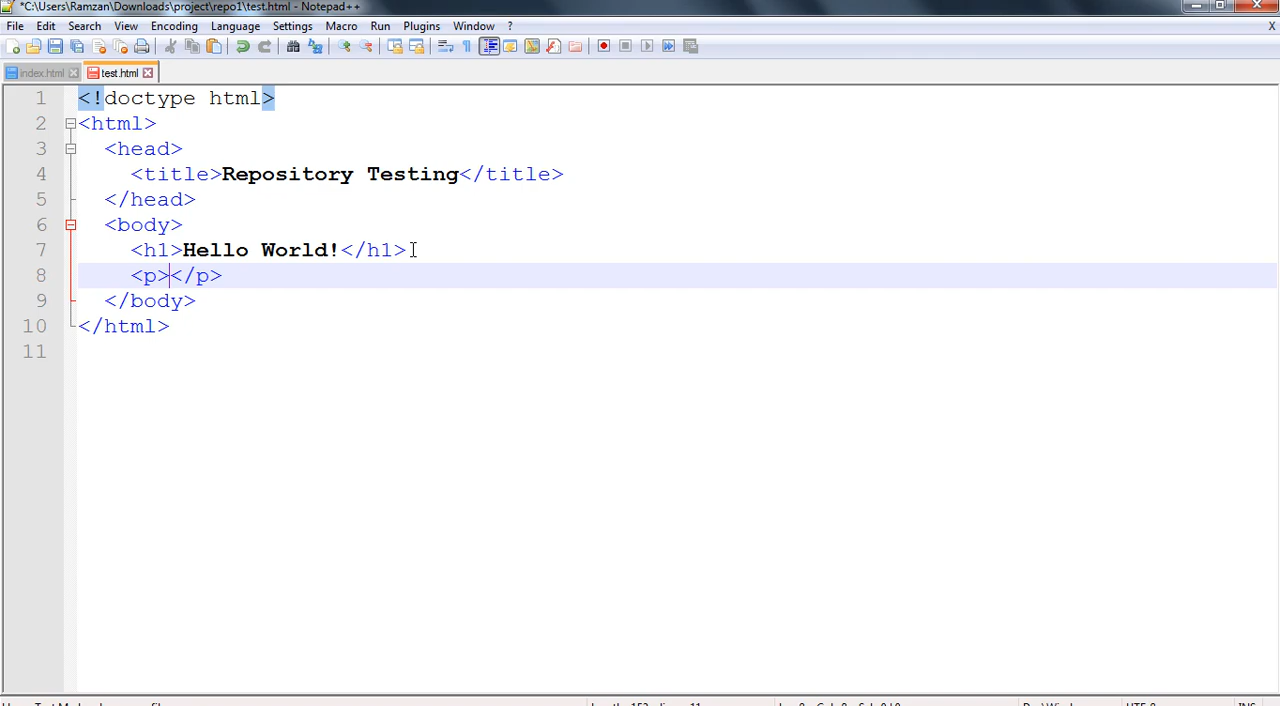 *C:\Users\Ramzan\Downloads\project\repo1\test.html - Notepad++
File Edit Search View Encoding Language Settings Macro Run Plugins Window ? X
index.html test.html
1 <!doctype html>
2 <html>
3 <head>
4 <title>Repository Testing</title>
5 </head>
6 <body>
7 <h1>Hello World!</h1>
8 <p></p>
9 </body>
10 </html>
11